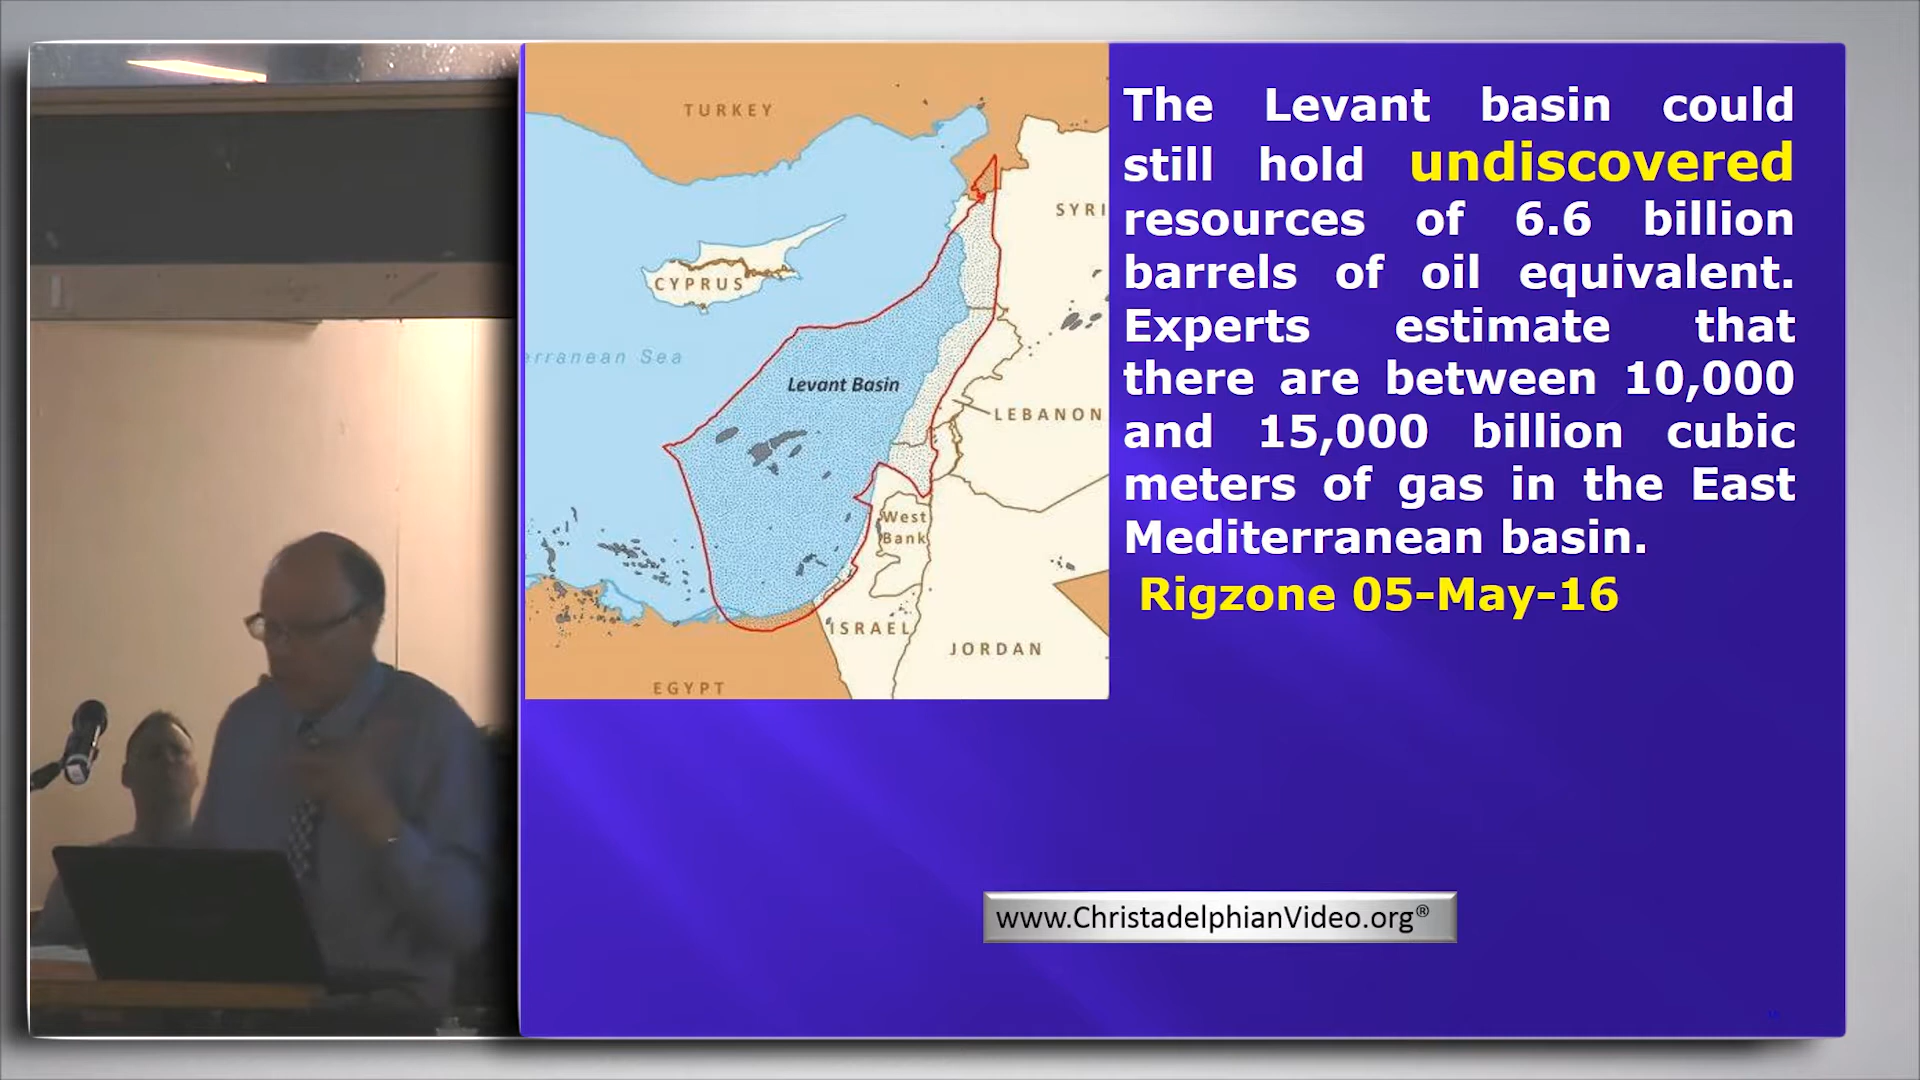 TURKEY
SYRI
CYPRUS
erranean Sea
Levant Basin
LEBANON
West
Bank
ISRAEL
JORDAN
EGYPT
The Levant basin could
still hold undiscovered
resources of 6.6 billion
barrels of oil equivalent.
Experts estimate that
there are between 10,000
and 15,000 billion cubic
meters of gas in the East
Mediterranean basin.
Rigzone 05-May-16
www.ChristadelphianVideo.org®